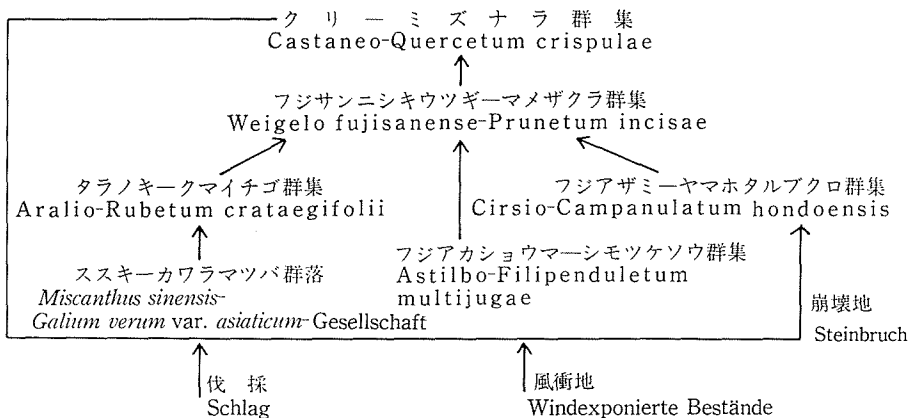 クリーミズナラ群集
Castaneo-Quercetum crispulae
フジサンニシキウツギーマメザクラ群集
Weigelo fujisanense-Prunetum incisae
タラノキークマイチゴ群集
Aralio-Rubetum crataegifolii
フジアザミーヤマホタルブクロ群集
Cirsio-Campanulatum hondoensis
ススキーカワラマツバ群落
Miscanthus sinensis-
Galium verum var. asiaticum-Gesellschaft
フジアカショウマーシモツケソウ群集
Astilbo-Filipenduletum
multijugae
崩壊地
Steinbruch
伐採
Schlag
風衝地
Windexponierte Bestände